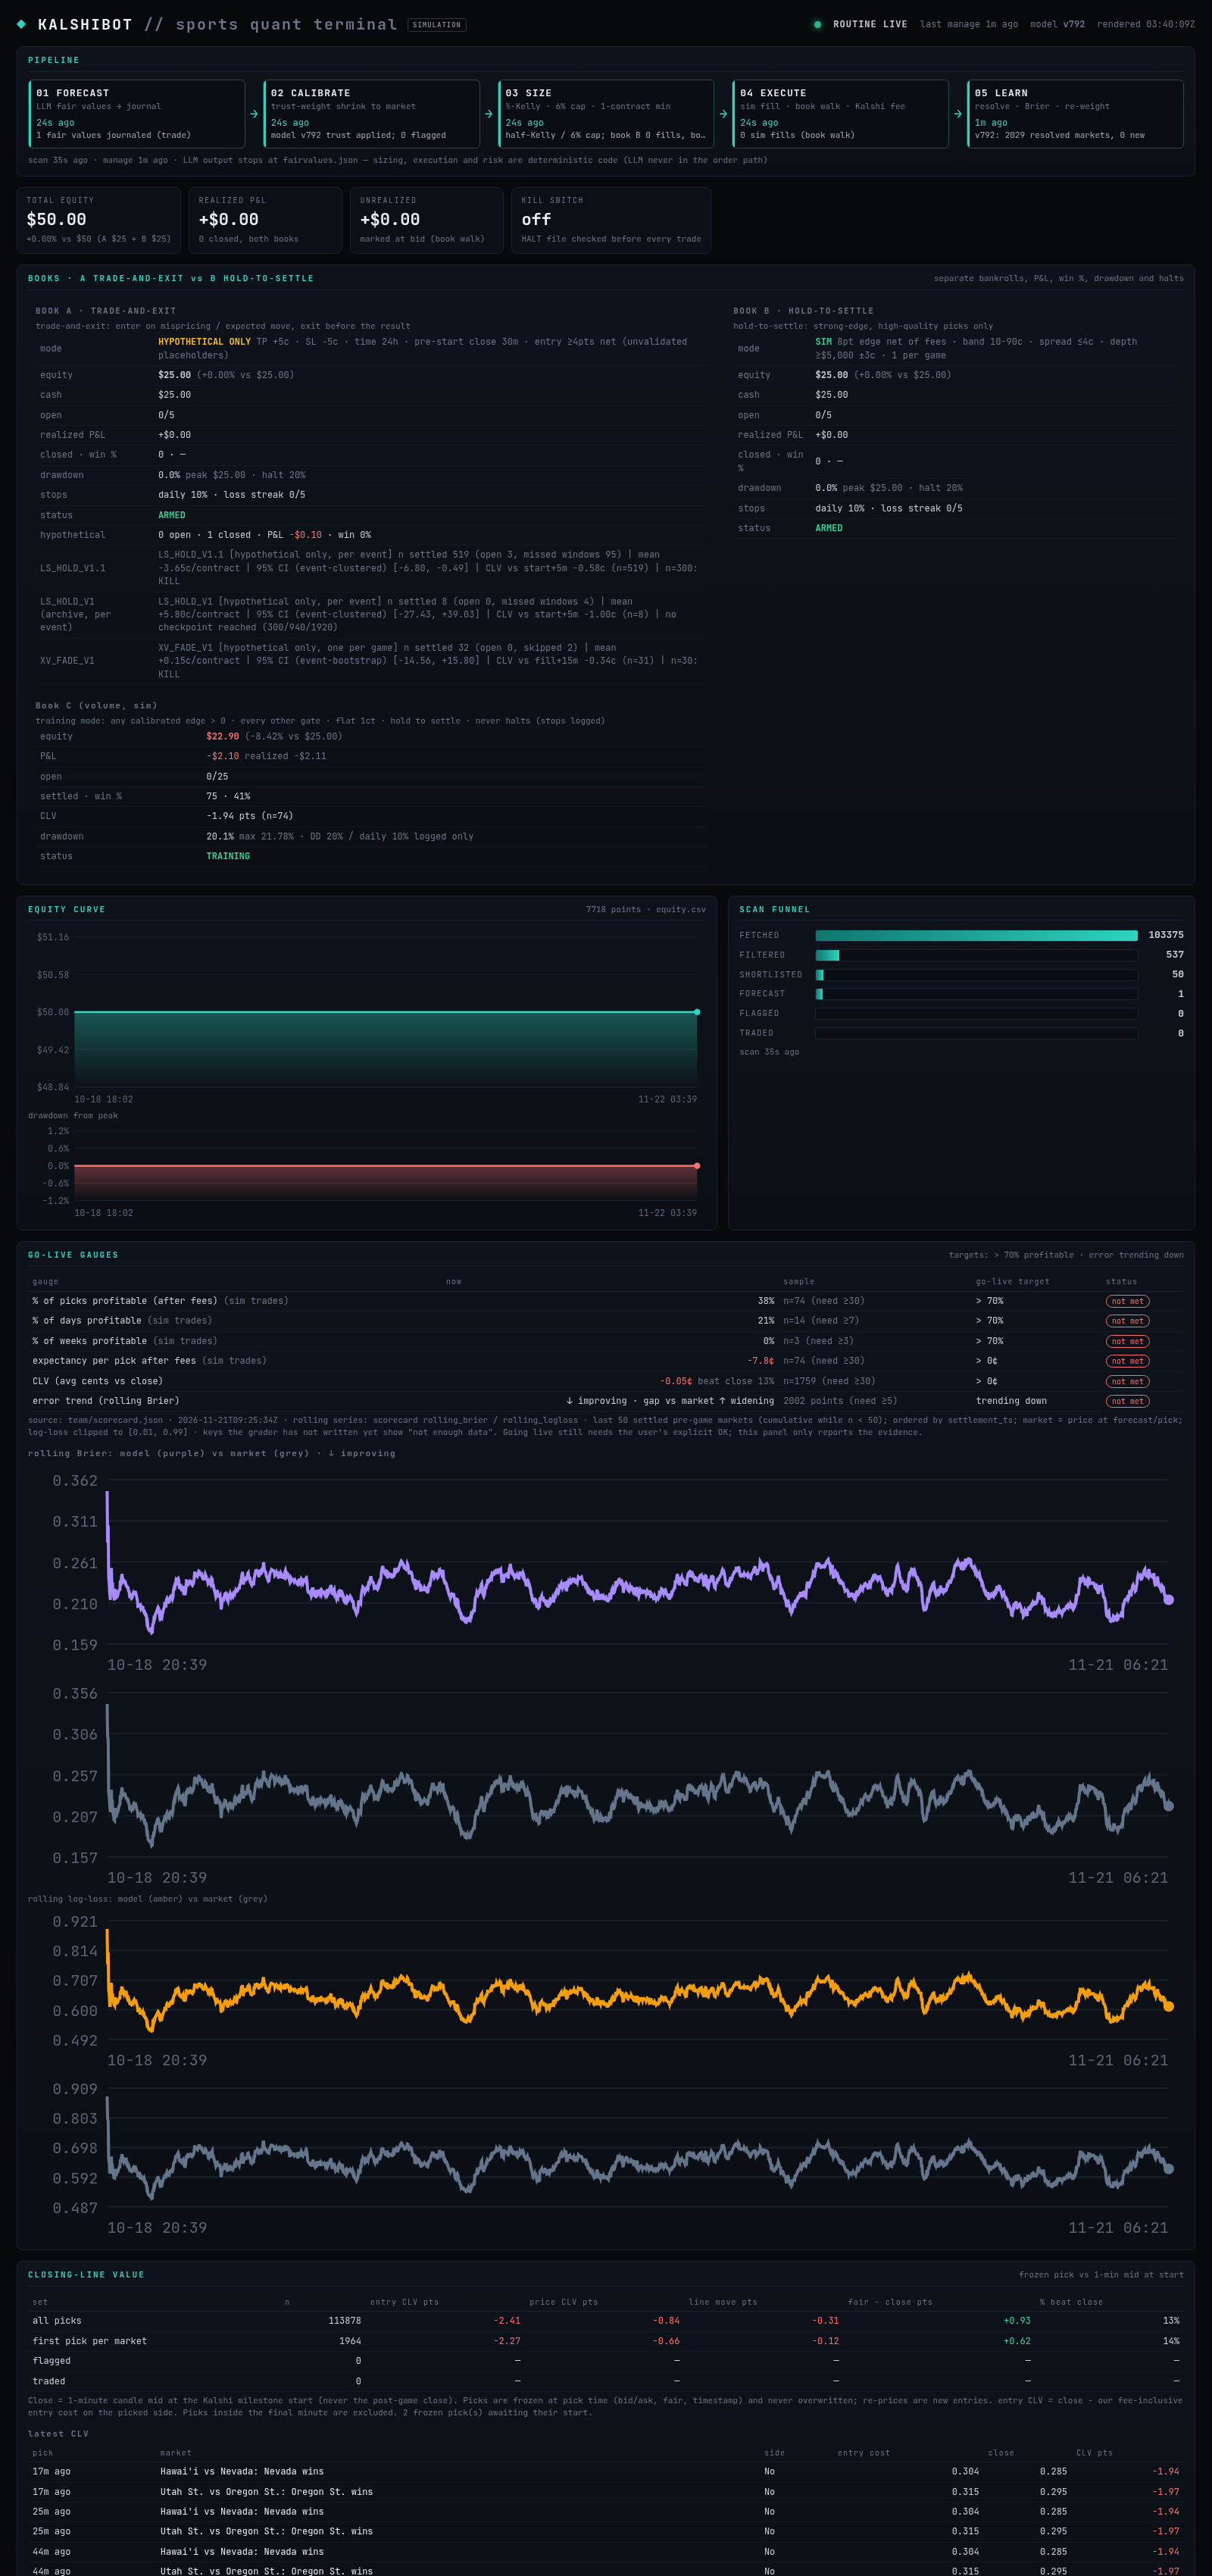 ◆ KALSHIBOT // sports quant terminal SIMULATION
ROUTINE LIVE last manage 1m ago model v792 rendered 03:40:09Z
PIPELINE
01 FORECAST
LLM fair values → journal
24s ago
1 fair values journaled (trade)
→
02 CALIBRATE
trust-weight shrink to market
24s ago
model v792 trust applied; 0 flagged
→
03 SIZE
½-Kelly · 6% cap · 1-contract min
24s ago
half-Kelly / 6% cap; book B 0 fills, bo…
→
04 EXECUTE
sim fill · book walk · Kalshi fee
24s ago
0 sim fills (book walk)
→
05 LEARN
resolve · Brier · re-weight
1m ago
v792: 2029 resolved markets, 0 new
scan 35s ago · manage 1m ago · LLM output stops at fairvalues.json — sizing, execution and risk are deterministic code (LLM never in the order path)
TOTAL EQUITY
$50.00
+0.00% vs $50 (A $25 + B $25)
REALIZED P&L
+$0.00
0 closed, both books
UNREALIZED
+$0.00
marked at bid (book walk)
KILL SWITCH
off
HALT file checked before every trade
BOOKS · A TRADE-AND-EXIT vs B HOLD-TO-SETTLE
separate bankrolls, P&L, win %, drawdown and halts
BOOK A · TRADE-AND-EXIT
trade-and-exit: enter on mispricing / expected move, exit before the result
mode HYPOTHETICAL ONLY TP +5c · SL -5c · time 24h · pre-start close 30m · entry ≥4pts net (unvalidated
placeholders)
equity $25.00 (+0.00% vs $25.00)
cash $25.00
open 0/5
realized P&L +$0.00
closed · win % 0 · —
drawdown 0.0% peak $25.00 · halt 20%
stops daily 10% · loss streak 0/5
status ARMED
hypothetical 0 open · 1 closed · P&L -$0.10 · win 0%
LS_HOLD_V1.1 LS_HOLD_V1.1 [hypothetical only, per event] n settled 519 (open 3, missed windows 95) | mean
-3.65c/contract | 95% CI (event-clustered) [-6.80, -0.49] | CLV vs start+5m -0.58c (n=519) | n=300:
KILL
LS_HOLD_V1 (archive, per event) LS_HOLD_V1 [hypothetical only, per event] n settled 8 (open 0, missed windows 4) | mean
+5.80c/contract | 95% CI (event-clustered) [-27.43, +39.03] | CLV vs start+5m -1.00c (n=8) | no
checkpoint reached (300/940/1920)
XV_FADE_V1 XV_FADE_V1 [hypothetical only, one per game] n settled 32 (open 0, skipped 2) | mean
+0.15c/contract | 95% CI (event-bootstrap) [-14.56, +15.80] | CLV vs fill+15m -0.34c (n=31) | n=30:
KILL
BOOK B · HOLD-TO-SETTLE
hold-to-settle: strong-edge, high-quality picks only
mode SIM 8pt edge net of fees · band 10-90c · spread ≤4c · depth
≥$5,000 ±3c · 1 per game
equity $25.00 (+0.00% vs $25.00)
cash $25.00
open 0/5
realized P&L +$0.00
closed · win % 0 · —
drawdown 0.0% peak $25.00 · halt 20%
stops daily 10% · loss streak 0/5
status ARMED
Book C (volume, sim)
training mode: any calibrated edge > 0 · every other gate · flat 1ct · hold to settle · never halts (stops logged)
equity $22.90 (-8.42% vs $25.00)
P&L -$2.10 realized -$2.11
open 0/25
settled · win % 75 · 41%
CLV -1.94 pts (n=74)
drawdown 20.1% max 21.78% · DD 20% / daily 10% logged only
status TRAINING
EQUITY CURVE
7718 points · equity.csv
$51.16
$50.58
$50.00
$49.42
$48.84
10-18 18:02 11-22 03:39
drawdown from peak
1.2%
0.6%
0.0%
-0.6%
-1.2%
10-18 18:02 11-22 03:39
SCAN FUNNEL
FETCHED 103375
FILTERED 537
SHORTLISTED 50
FORECAST 1
FLAGGED 0
TRADED 0
scan 35s ago
GO-LIVE GAUGES
targets: > 70% profitable · error trending down
gauge now sample go-live target status
% of picks profitable (after fees) (sim trades) 38% n=74 (need ≥30) > 70% not met
% of days profitable (sim trades) 21% n=14 (need ≥7) > 70% not met
% of weeks profitable (sim trades) 0% n=3 (need ≥3) > 70% not met
expectancy per pick after fees (sim trades) -7.8¢ n=74 (need ≥30) > 0¢ not met
CLV (avg cents vs close) -0.05¢ beat close 13% n=1759 (need ≥30) > 0¢ not met
error trend (rolling Brier) ↓ improving · gap vs market ↑ widening 2002 points (need ≥5) trending down not met
source: team/scorecard.json · 2026-11-21T09:25:34Z · rolling series: scorecard rolling_brier / rolling_logloss · last 50 settled pre-game markets (cumulative while n < 50); ordered by settlement_ts; market = price at forecast/pick;
log-loss clipped to [0.01, 0.99] · keys the grader has not written yet show "not enough data". Going live still needs the user's explicit OK; this panel only reports the evidence.
rolling Brier: model (purple) vs market (grey) · ↓ improving
0.362
0.311
0.261
0.210
0.159
10-18 20:39 11-21 06:21
0.356
0.306
0.257
0.207
0.157
10-18 20:39 11-21 06:21
rolling log-loss: model (amber) vs market (grey)
0.921
0.814
0.707
0.600
0.492
10-18 20:39 11-21 06:21
0.909
0.803
0.698
0.592
0.487
10-18 20:39 11-21 06:21
CLOSING-LINE VALUE
frozen pick vs 1-min mid at start
set n entry CLV pts price CLV pts line move pts fair - close pts % beat close
all picks 113878 -2.41 -0.84 -0.31 +0.93 13%
first pick per market 1964 -2.27 -0.66 -0.12 +0.62 14%
flagged 0 — — — — —
traded 0 — — — — —
Close = 1-minute candle mid at the Kalshi milestone start (never the post-game close). Picks are frozen at pick time (bid/ask, fair, timestamp) and never overwritten; re-prices are new entries. entry CLV = close - our fee-inclusive
entry cost on the picked side. Picks inside the final minute are excluded. 2 frozen pick(s) awaiting their start.
latest CLV
pick market side entry cost close CLV pts
17m ago Hawai'i vs Nevada: Nevada wins No 0.304 0.285 -1.94
17m ago Utah St. vs Oregon St.: Oregon St. wins No 0.315 0.295 -1.97
25m ago Hawai'i vs Nevada: Nevada wins No 0.304 0.285 -1.94
25m ago Utah St. vs Oregon St.: Oregon St. wins No 0.315 0.295 -1.97
44m ago Hawai'i vs Nevada: Nevada wins No 0.304 0.285 -1.94
44m ago Utah St. vs Oregon St.: Oregon St. wins No 0.315 0.295 -1.97